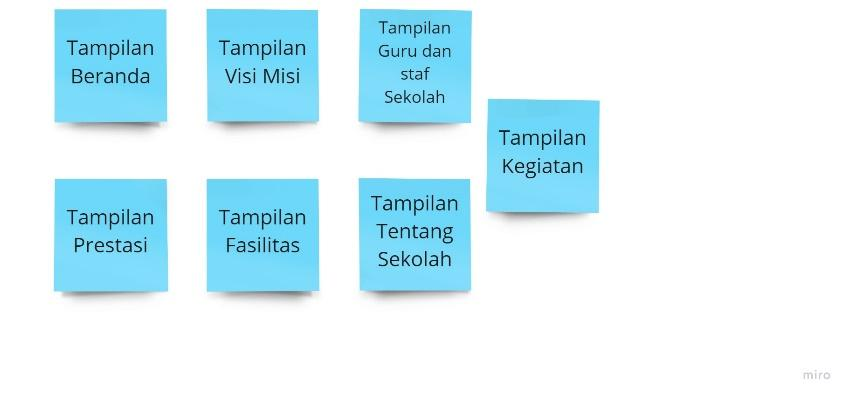 Tampilan
Beranda
Tampilan
Visi Misi
Tampilan
Guru dan
staf
Sekolah
Tampilan
Kegiatan
Tampilan
Prestasi
Tampilan
Fasilitas
Tampilan
Tentang
Sekolah
miro